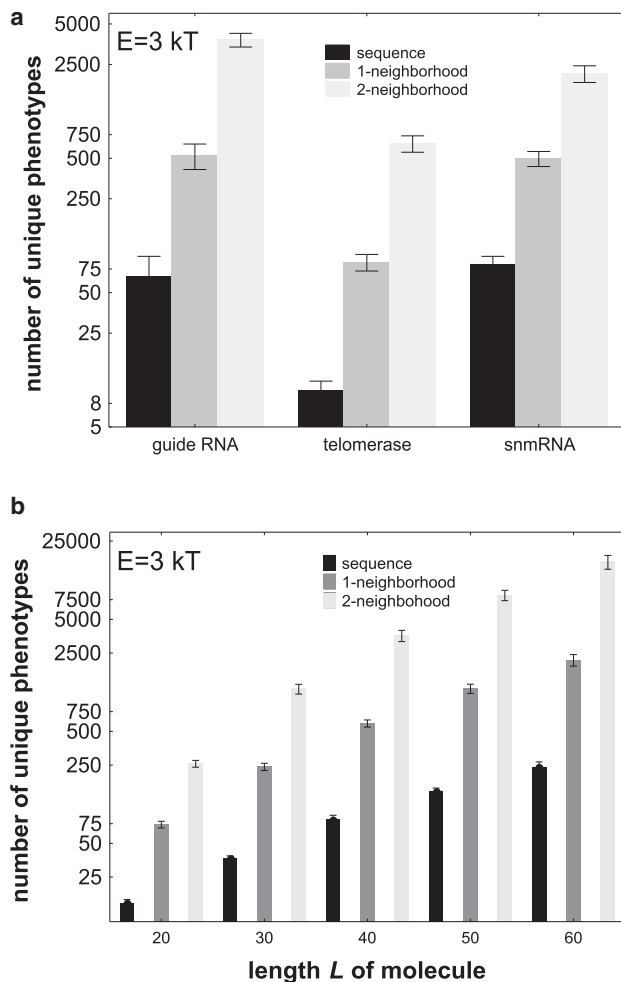 a
E=3 kT
sequence
1-neighborhood
2-neighborhood
number of unique phenotypes
5000
2500
750
500
250
75
50
25
8
5
guide RNA
telomerase
snmRNA
b
E=3 kT
sequence
1-neighborhood
2-neighbohood
number of unique phenotypes
25000
7500
5000
2500
750
500
250
75
50
25
20
30
40
50
60
length L of molecule